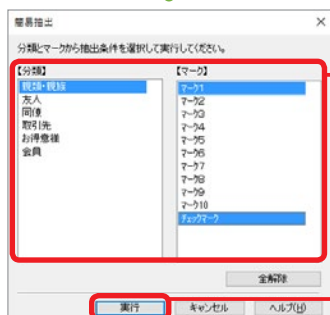 簡易抽出
分類とマークから抽出条件を選択して実行してください。
【分類】
親類・親族
友人
同僚
取引先
お得意様
会員
【マーク】
マーク1
マーク2
マーク3
マーク4
マーク5
マーク6
マーク7
マーク8
マーク9
マーク10
チェックマーク
全解除
実行 キャンセル ヘルプ(H)